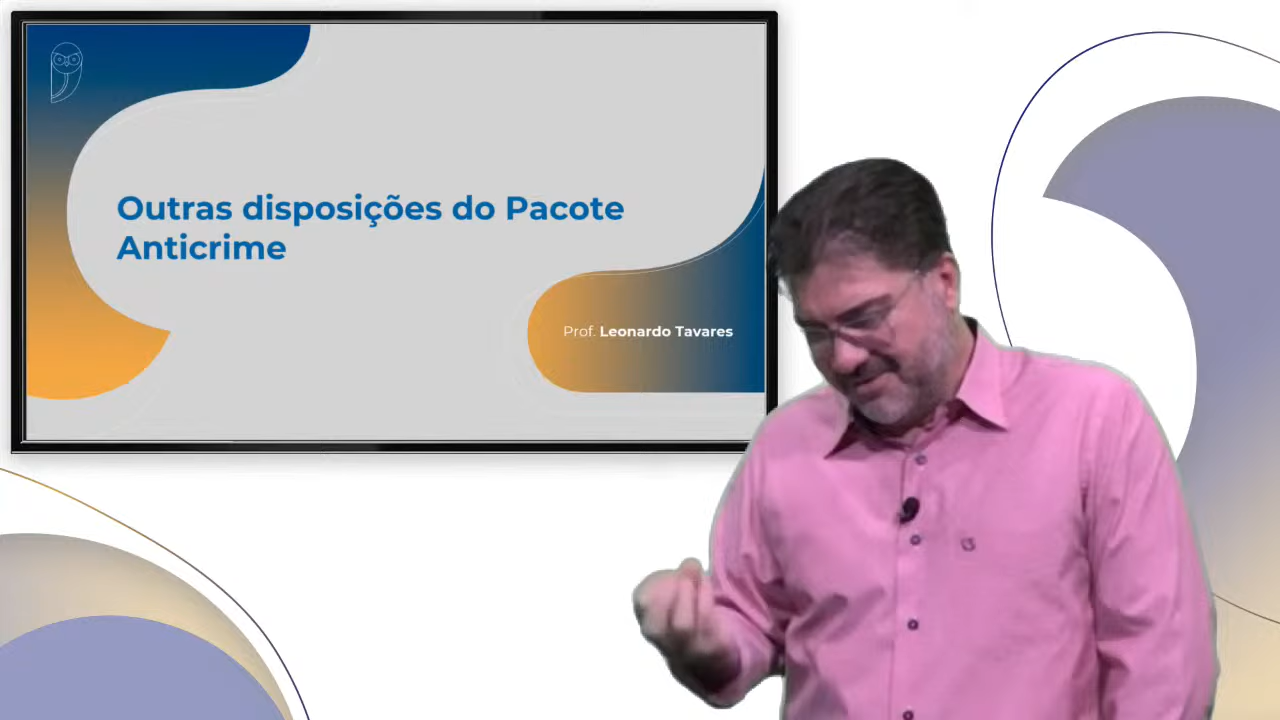 Outras disposições do Pacote
Anticrime
Prof. Leonardo Tavares